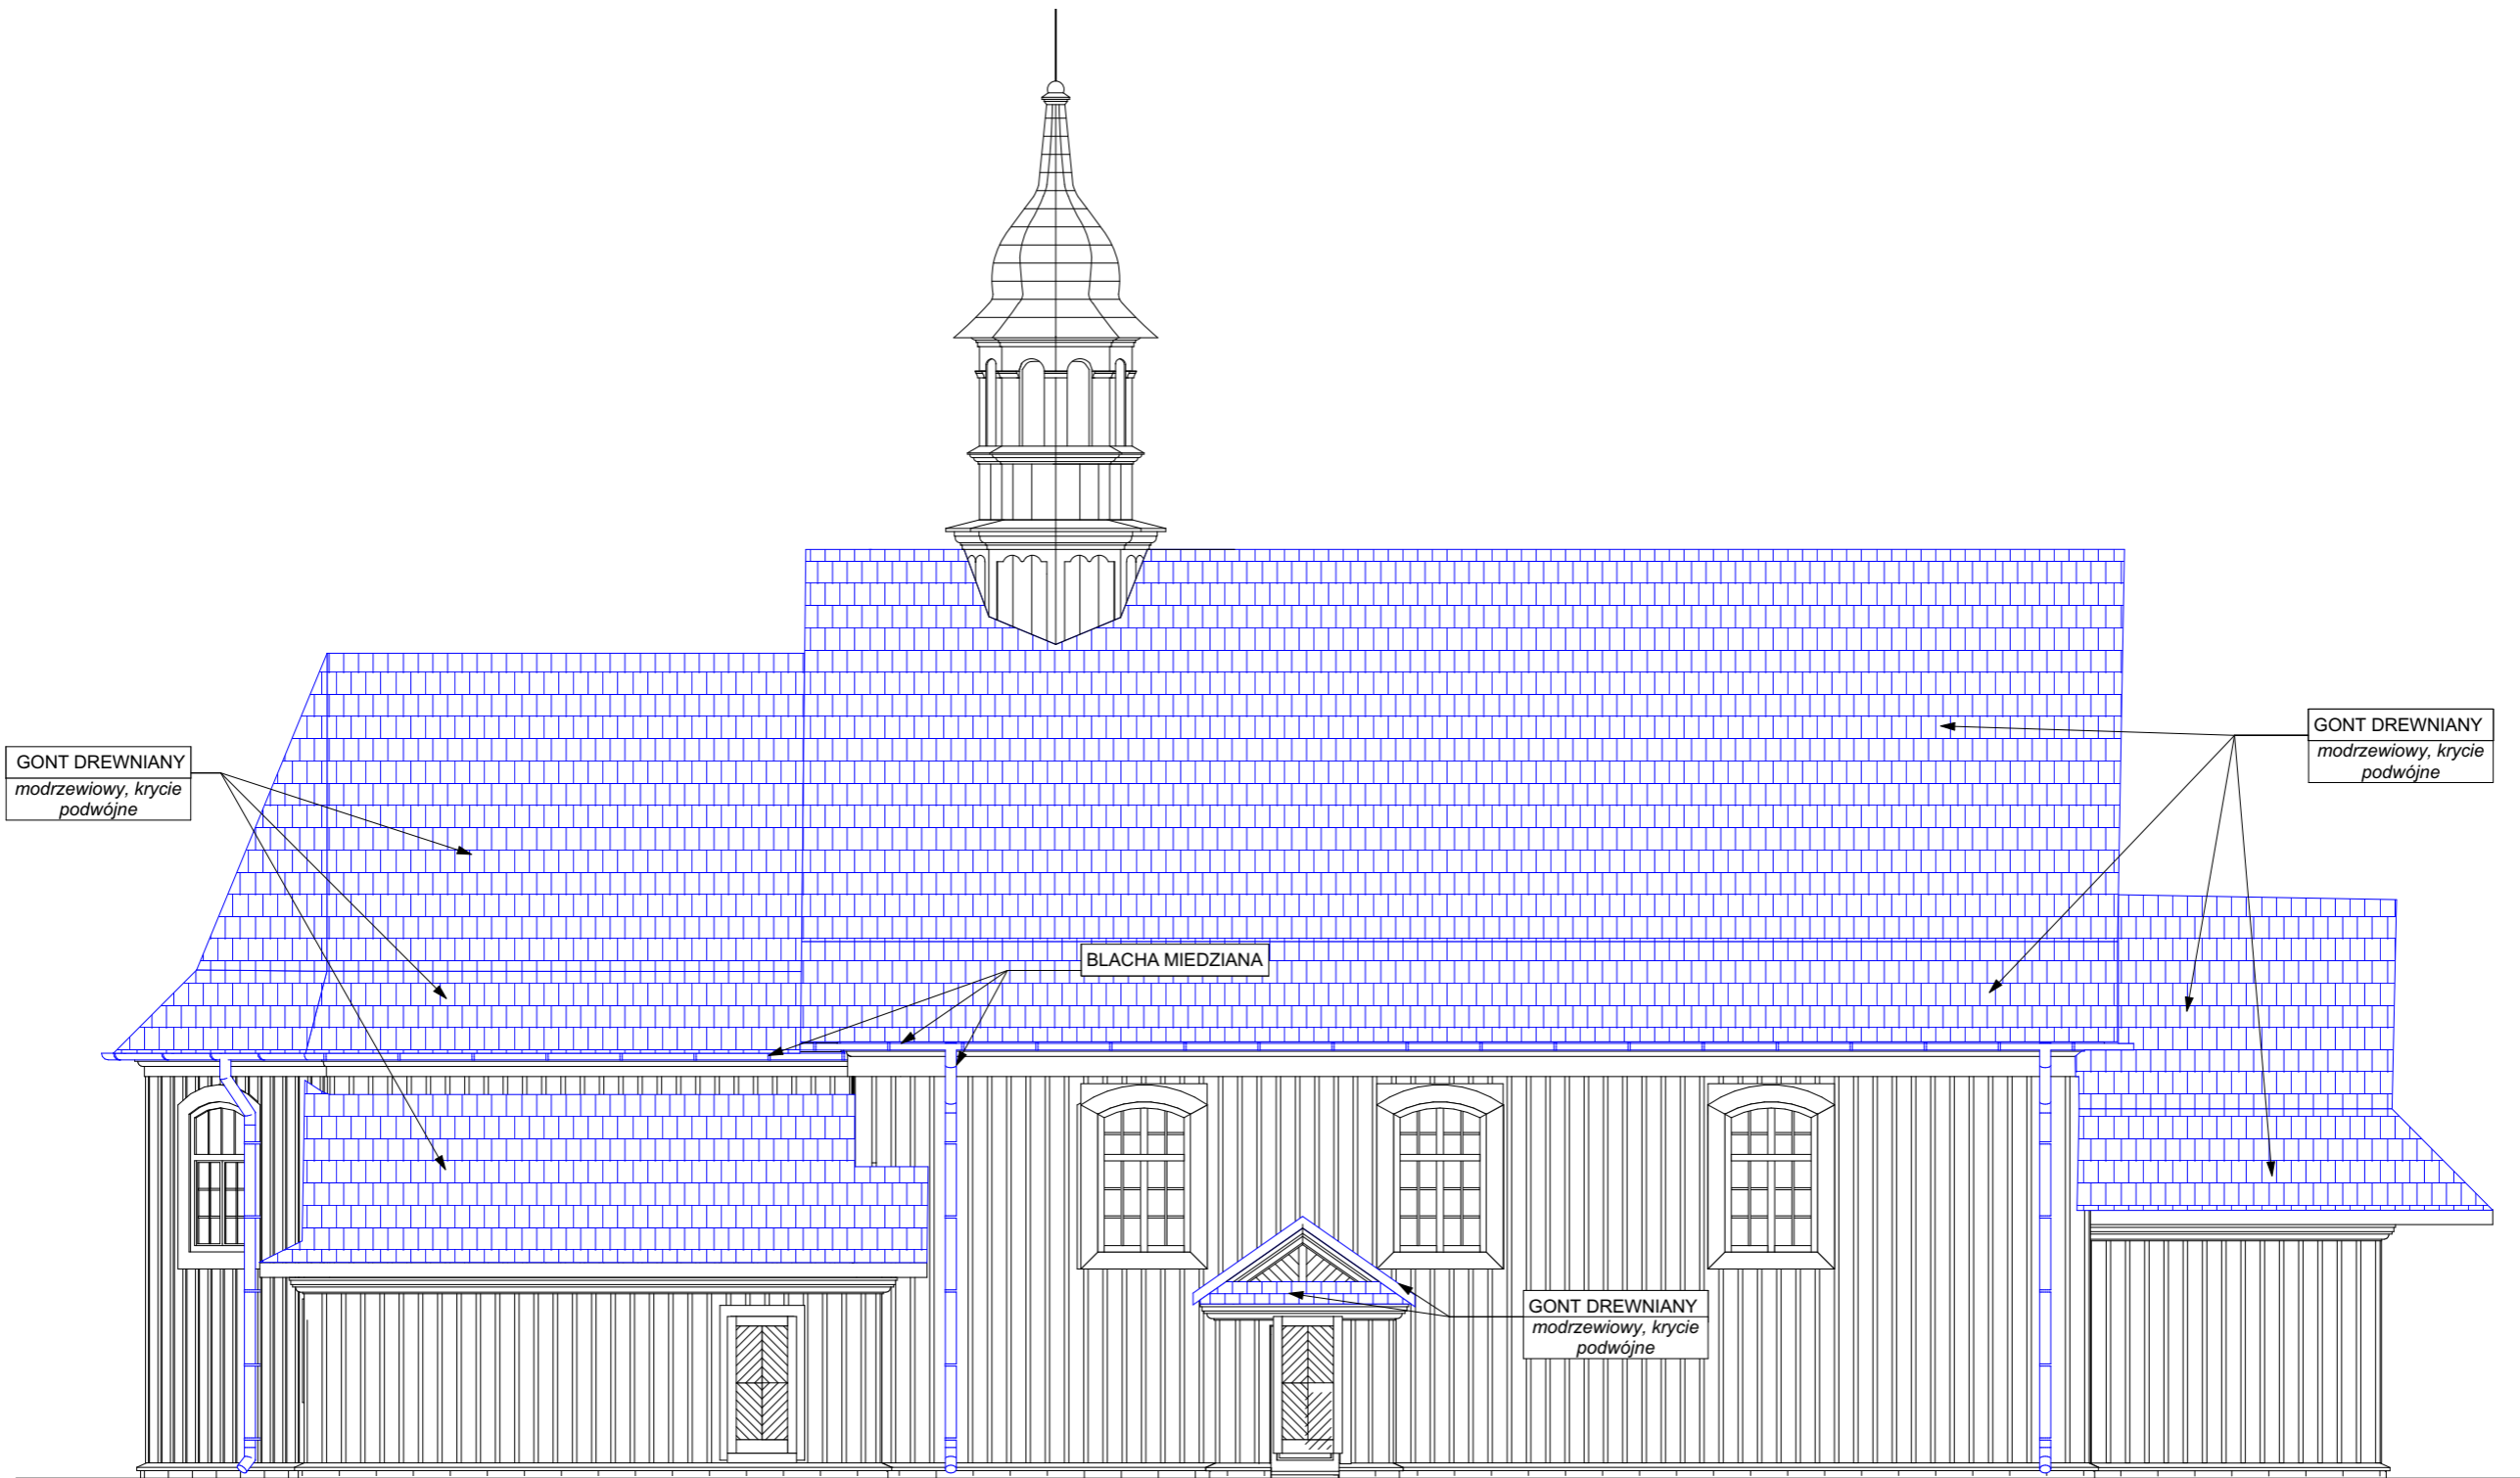 GONT DREWNIANY
modrzewiowy, krycie
podwójne
GONT DREWNIANY
modrzewiowy, krycie
podwójne
BLACHA MIEDZIANA
GONT DREWNIANY
modrzewiowy, krycie
podwójne